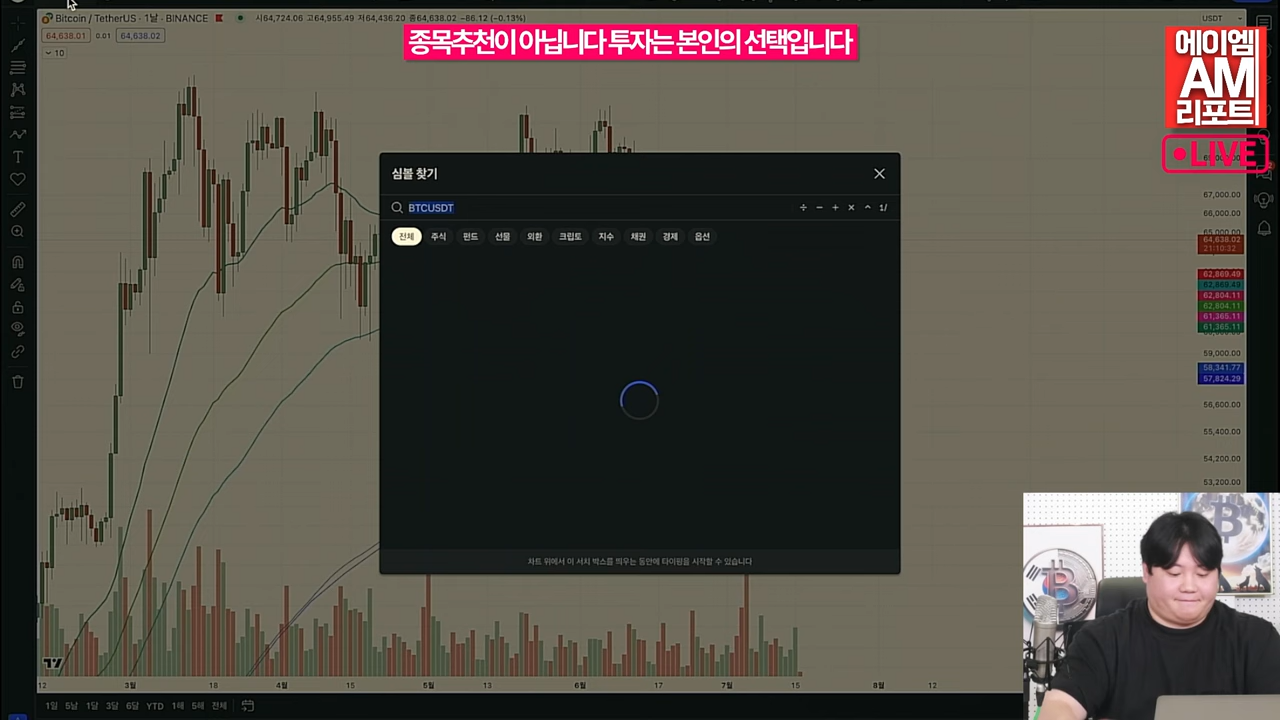 Bitcoin / TetherUS · 1날 · BINANCE
시64,724.06 고64,955.49 저64,436.20 종64,638.02 −86.12 (−0.13%)
USDT
64,638.01 0.01 64,638.02
10
종목추천이 아닙니다 투자는 본인의 선택입니다
에이엠
AM
리포트
LIVE
심볼 찾기
BTCUSDT
÷ − + × ^ 1/
전체 주식 펀드 선물 외환 크립토 지수 채권 경제 옵션
차트 위에서 이 서치 박스를 띄우는 동안에 타이핑을 시작할 수 있습니다
67,000.00
66,000.00
64,638.02
21:10:32
62,869.49
62,869.49
62,804.11
62,804.11
61,365.11
61,365.11
59,000.00
58,341.77
57,824.29
56,600.00
55,400.00
54,200.00
53,200.00
12 3월 18 4월 15 5월 13 6월 17 7월 15 8월 12
1일 5날 1달 3달 6달 YTD 1해 5해 전체